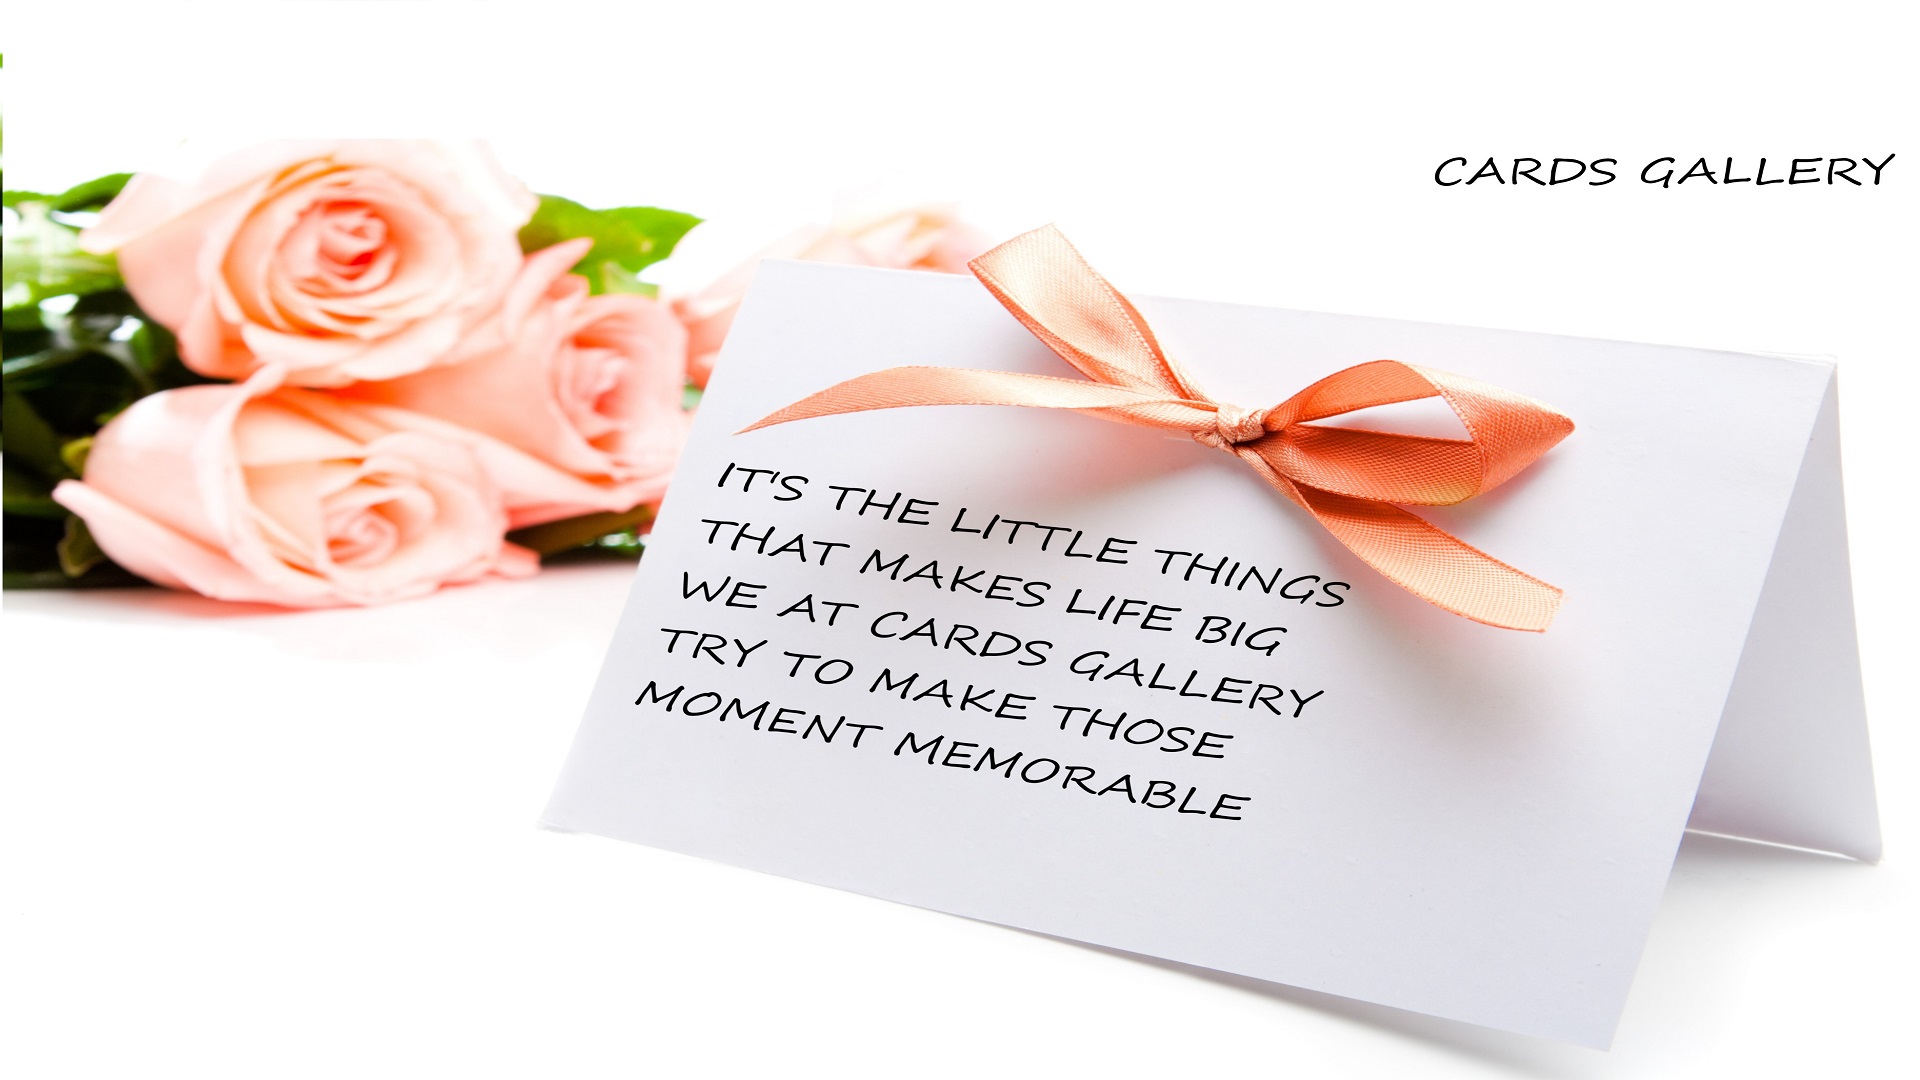 CARDS GALLERY
IT'S THE LITTLE THINGS
THAT MAKES LIFE BIG
WE AT CARDS GALLERY
TRY TO MAKE THOSE
MOMENT MEMORABLE